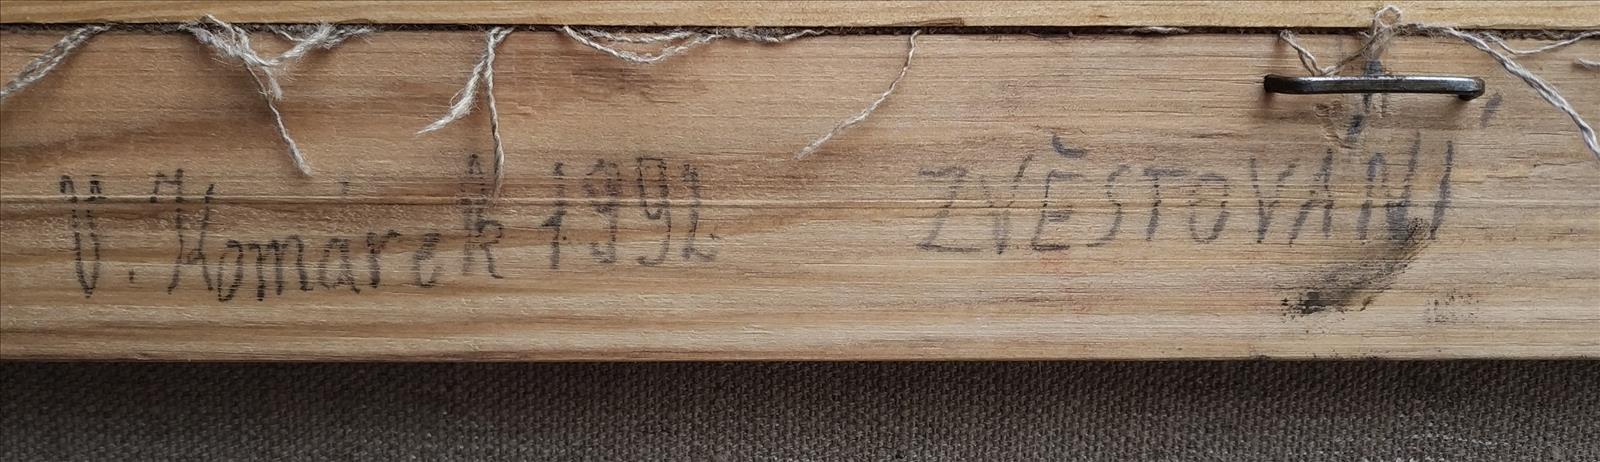 V. Komárek 1992 ZVĚSTOVÁNÍ